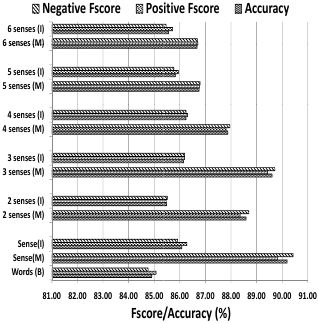 Negative Fscore Positive Fscore Accuracy
6 senses (I)
6 senses (M)
5 senses (I)
5 senses (M)
4 senses (I)
4 senses (M)
3 senses (I)
3 senses (M)
2 senses (I)
2 senses (M)
Sense(I)
Sense(M)
Words (B)
81.00 82.00 83.00 84.00 85.00 86.00 87.00 88.00 89.00 90.00 91.00
Fscore/Accuracy (%)